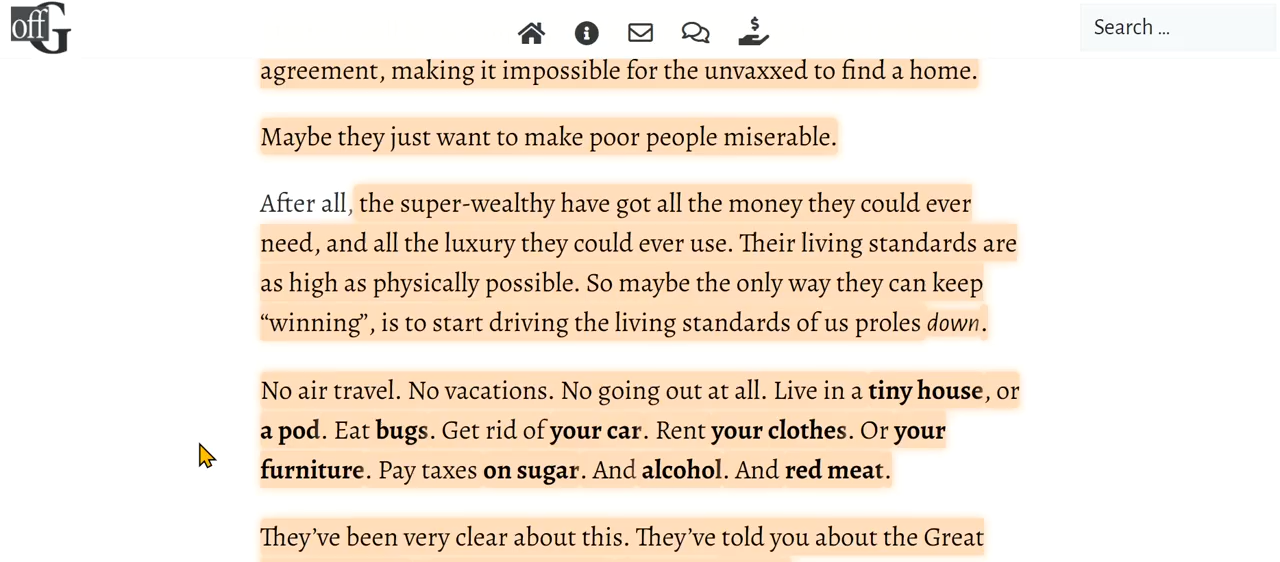 off G
Search ...
agreement, making it impossible for the unvaxxed to find a home.
Maybe they just want to make poor people miserable.
After all, the super-wealthy have got all the money they could ever
need, and all the luxury they could ever use. Their living standards are
as high as physically possible. So maybe the only way they can keep
“winning”, is to start driving the living standards of us proles down.
No air travel. No vacations. No going out at all. Live in a tiny house, or
a pod. Eat bugs. Get rid of your car. Rent your clothes. Or your
furniture. Pay taxes on sugar. And alcohol. And red meat.
They’ve been very clear about this. They’ve told you about the Great